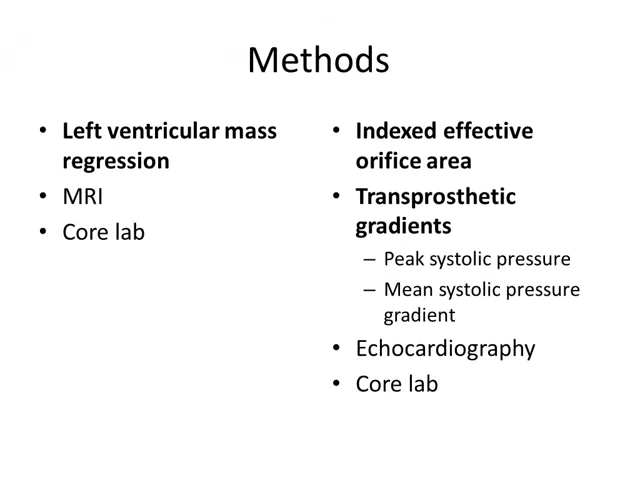 Methods
• Left ventricular mass
regression
• MRI
• Core lab
• Indexed effective
orifice area
• Transprosthetic
gradients
– Peak systolic pressure
– Mean systolic pressure
gradient
• Echocardiography
• Core lab